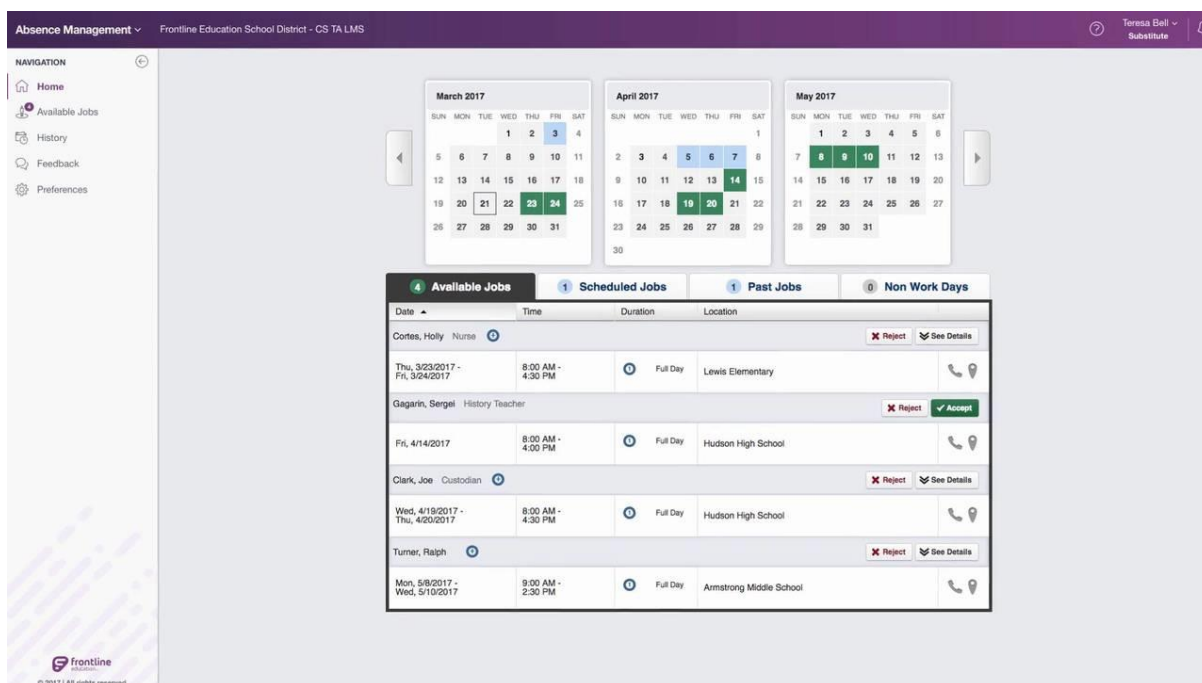 Absence Management Frontline Education School District - CS TA LMS
? Teresa Bell
Substitute
NAVIGATION
Home
4
Available Jobs
History
Feedback
Preferences
March 2017
SUN MON TUE WED THU FRI SAT
1 2 3 4
5 6 7 8 9 10 11
12 13 14 15 16 17 18
19 20 21 22 23 24 25
26 27 28 29 30 31
April 2017
SUN MON TUE WED THU FRI SAT
1
2 3 4 5 6 7 8
9 10 11 12 13 14 15
16 17 18 19 20 21 22
23 24 25 26 27 28 29
30
May 2017
SUN MON TUE WED THU FRI SAT
1 2 3 4 5 6
7 8 9 10 11 12 13
14 15 16 17 18 19 20
21 22 23 24 25 26 27
28 29 30 31
4 Available Jobs 1 Scheduled Jobs 1 Past Jobs 0 Non Work Days
Date Time Duration Location
Cortes, Holly Nurse Reject See Details
Thu, 3/23/2017 - 8:00 AM - Full Day Lewis Elementary
Fri, 3/24/2017 4:30 PM
Gagarin, Sergei History Teacher Reject Accept
Fri, 4/14/2017 8:00 AM - Full Day Hudson High School
4:00 PM
Clark, Joe Custodian Reject See Details
Wed, 4/19/2017 - 8:00 AM - Full Day Hudson High School
Thu, 4/20/2017 4:30 PM
Turner, Ralph Reject See Details
Mon, 5/8/2017 - 9:00 AM - Full Day Armstrong Middle School
Wed, 5/10/2017 2:30 PM
frontline
education
© 2017 | All rights reserved